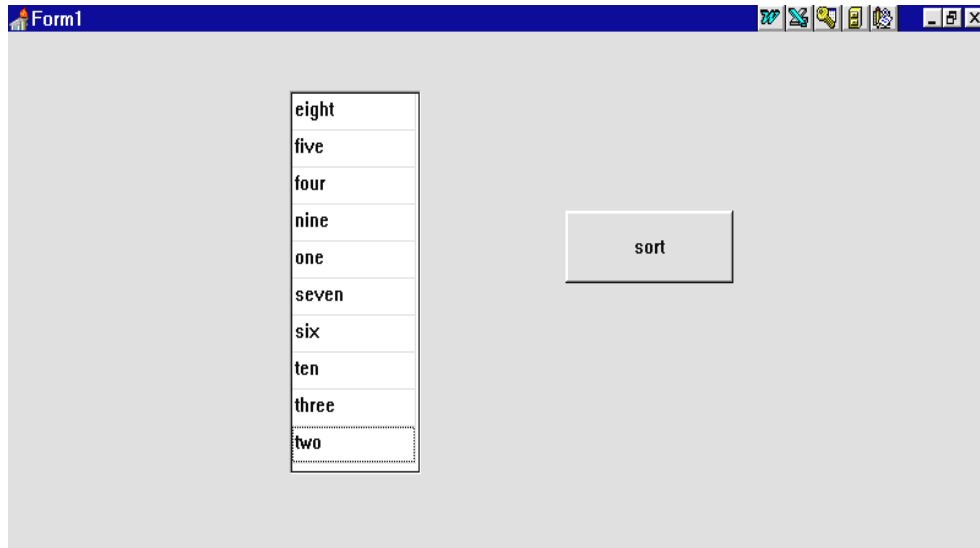 Form1
eight
five
four
nine
one
seven
six
ten
three
two
sort